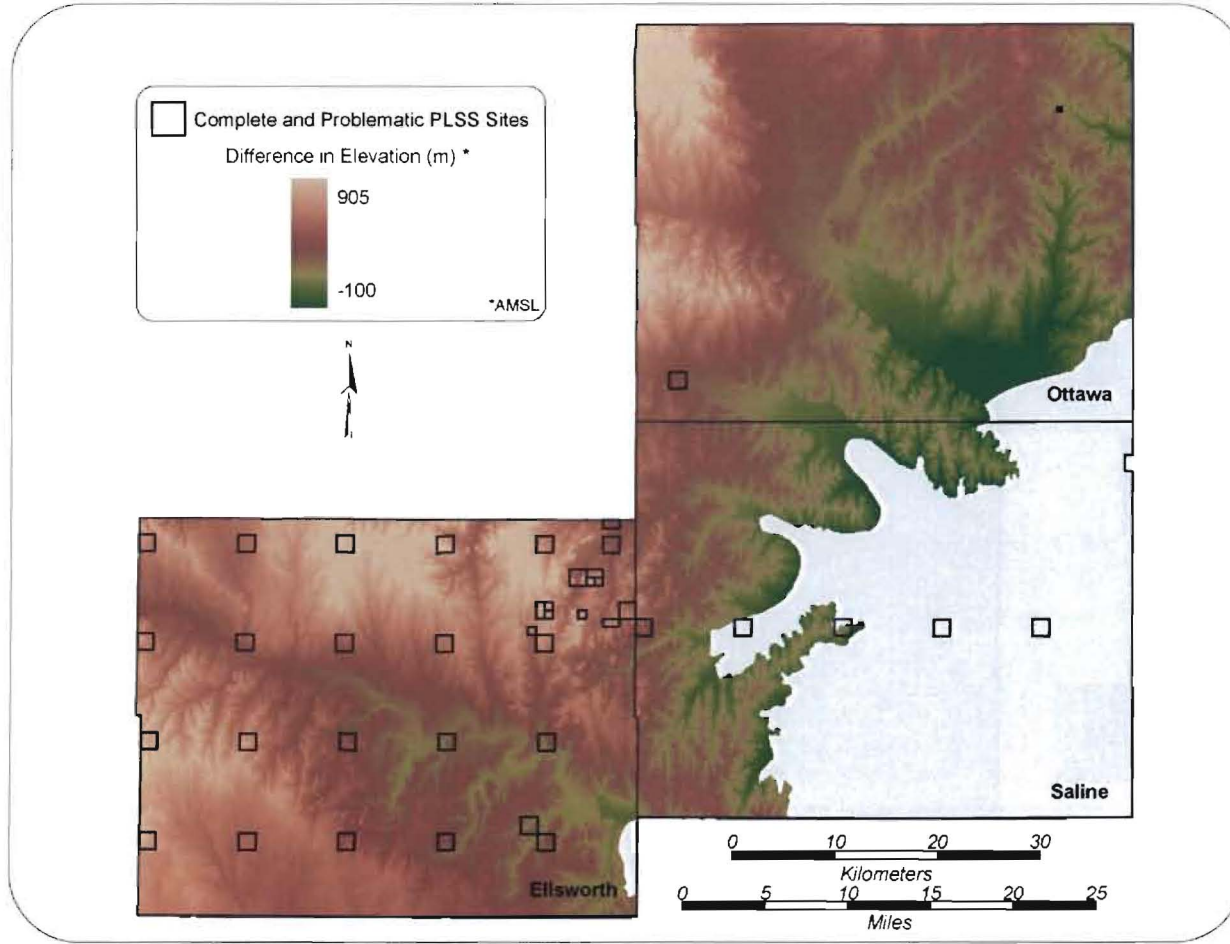 Complete and Problematic PLSS Sites
Difference in Elevation (m) *
905
-100
*AMSL
N
Ottawa
Saline
Ellsworth
0 10 20 30
Kilometers
0 5 10 15 20 25
Miles